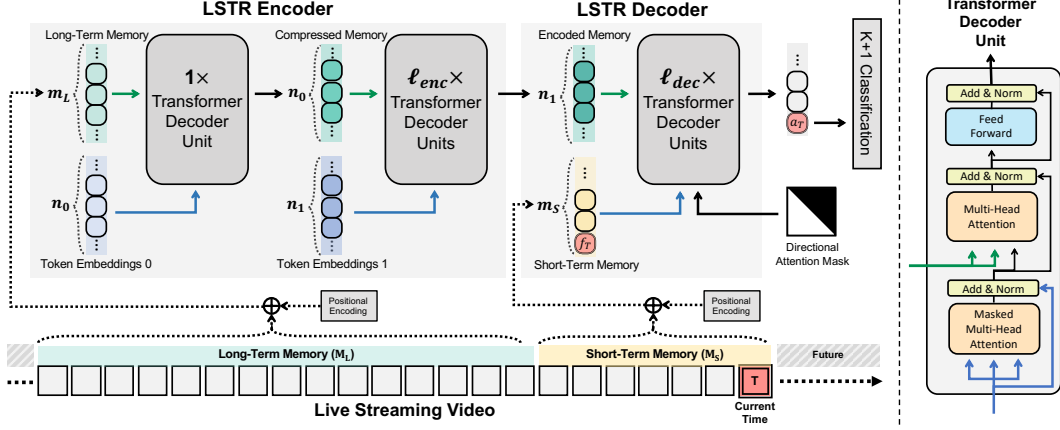 LSTR Encoder
LSTR Decoder
Transformer
Decoder
Unit
Long-Term Memory
m_L
1×
Transformer
Decoder
Unit
Compressed Memory
n_0
ℓ_enc×
Transformer
Decoder
Units
Encoded Memory
n_1
ℓ_dec×
Transformer
Decoder
Units
a_T
K+1 Classification
n_0
Token Embeddings 0
n_1
Token Embeddings 1
m_S
f_T
Short-Term Memory
Directional
Attention Mask
Positional
Encoding
Positional
Encoding
Long-Term Memory (M_L)
Short-Term Memory (M_S)
Future
T
Live Streaming Video
Current
Time
Add & Norm
Feed
Forward
Add & Norm
Multi-Head
Attention
Add & Norm
Masked
Multi-Head
Attention